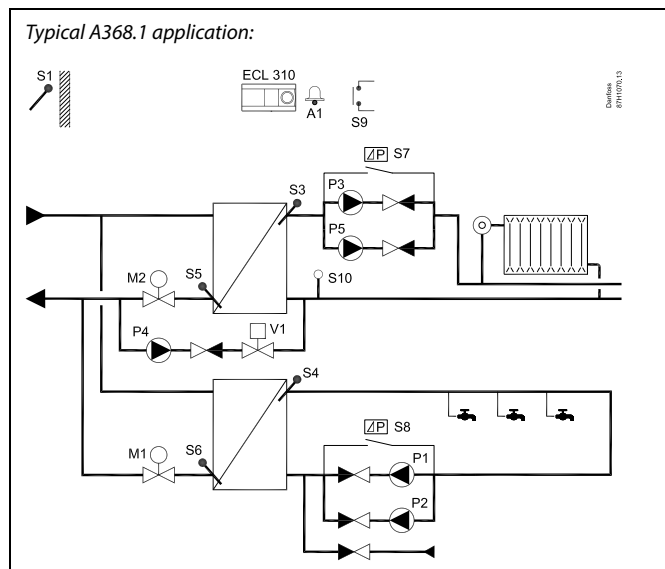 Typical A368.1 application:
S1
ECL 310
A1
S9
Danfoss
87H1070.13
P S7
P3
S3
P5
M2
S5
S10
P4
V1
S4
P S8
M1
S6
P1
P2